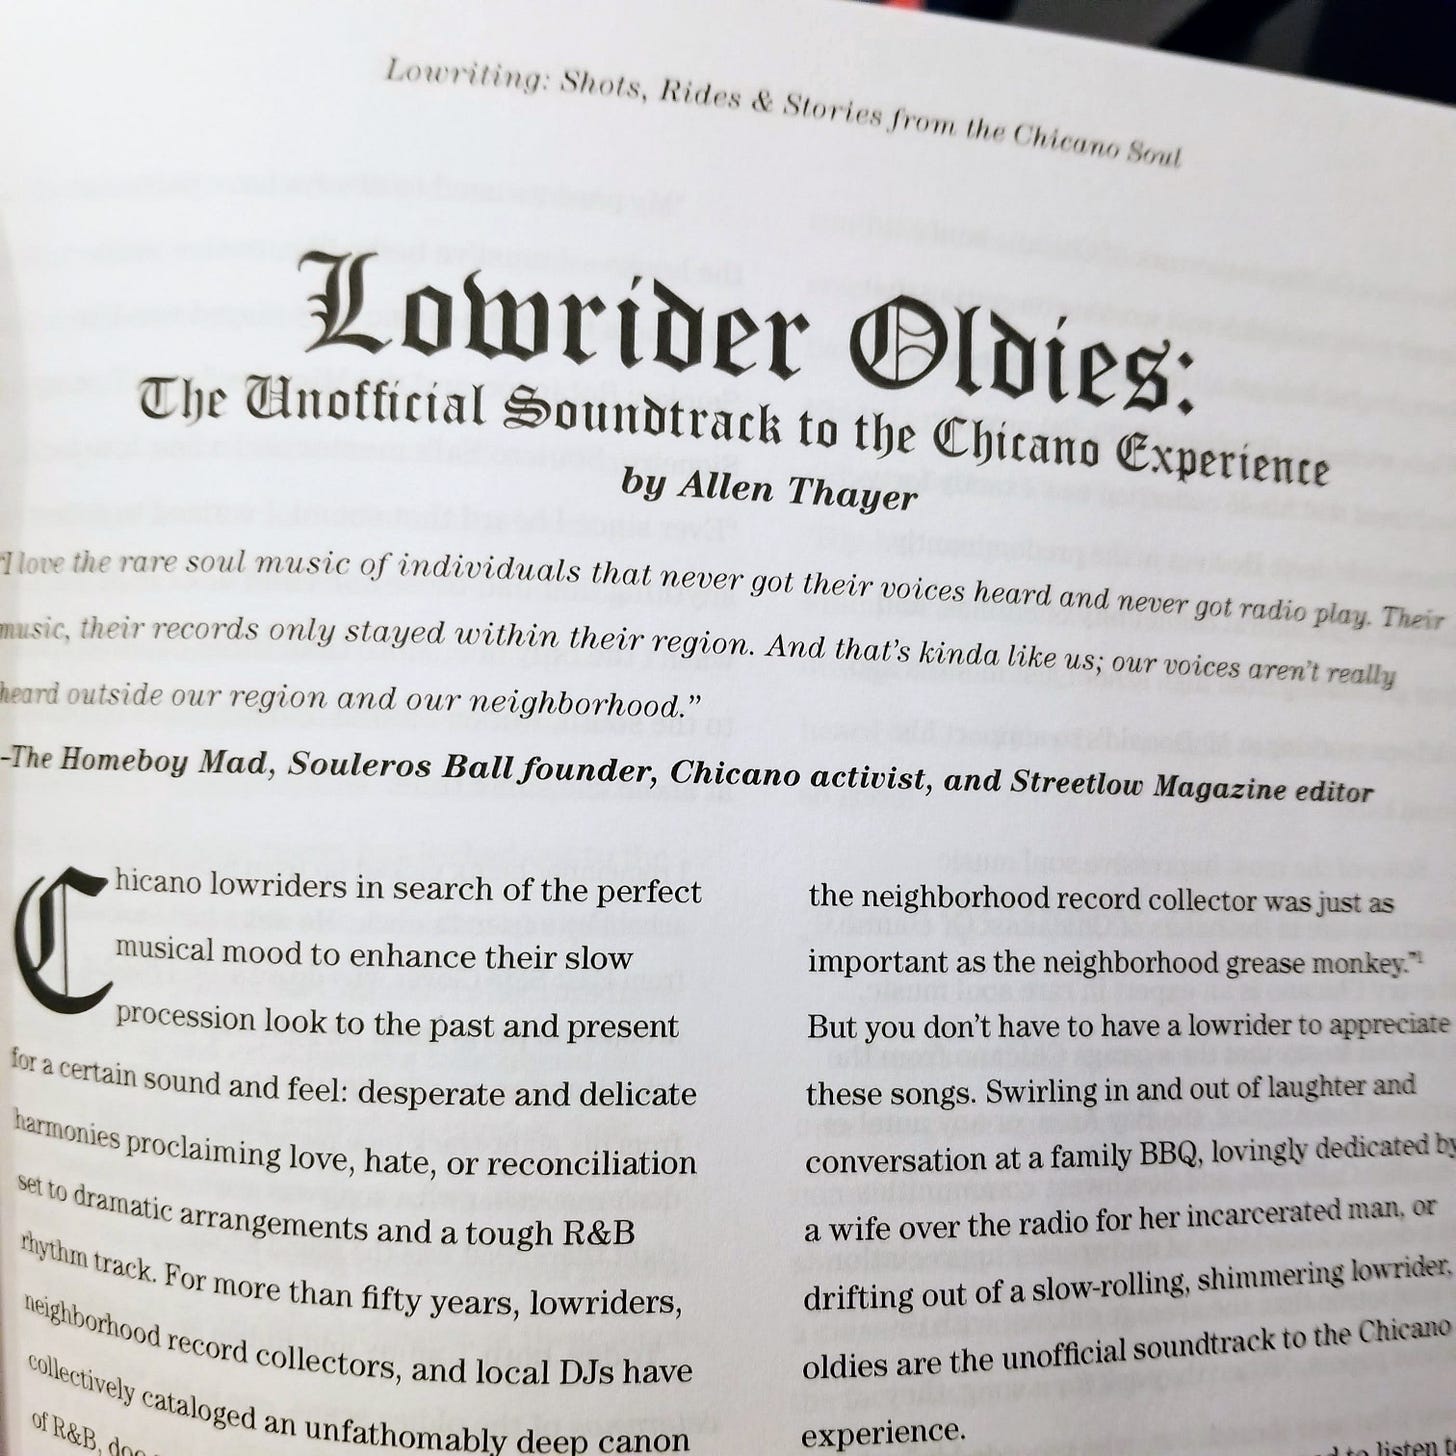 Lowriting: Shots, Rides & Stories from the Chicano Soul
Lowrider Oldies:
The Unofficial Soundtrack to the Chicano Experience
by Allen Thayer
"I love the rare soul music of individuals that never got their voices heard and never got radio play. Their
music, their records only stayed within their region. And that's kinda like us; our voices aren't really
heard outside our region and our neighborhood."
-The Homeboy Mad, Souleros Ball founder, Chicano activist, and Streetlow Magazine editor
Chicano lowriders in search of the perfect
musical mood to enhance their slow
procession look to the past and present
for a certain sound and feel: desperate and delicate
harmonies proclaiming love, hate, or reconciliation
set to dramatic arrangements and a tough R&B
rhythm track. For more than fifty years, lowriders,
neighborhood record collectors, and local DJs have
collectively cataloged an unfathomably deep canon
of R&B,
the neighborhood record collector was just as
important as the neighborhood grease monkey."1
But you don't have to have a lowrider to appreciate
these songs. Swirling in and out of laughter and
conversation at a family BBQ, lovingly dedicated by
a wife over the radio for her incarcerated man, or
drifting out of a slow-rolling, shimmering lowrider,
oldies are the unofficial soundtrack to the Chicano
experience.
to listen